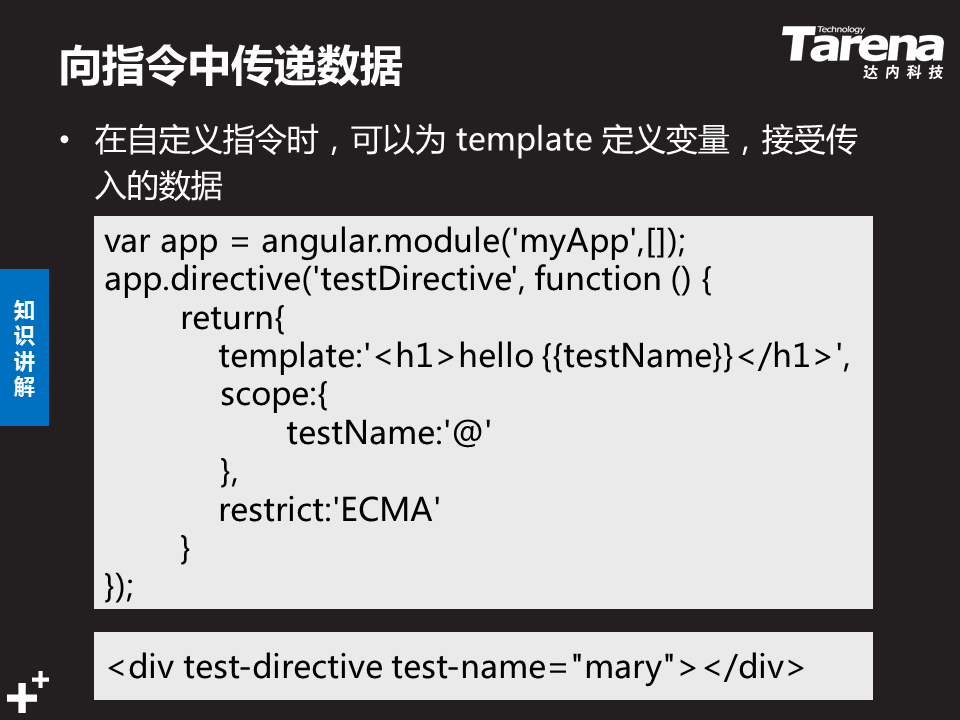 向指令中传递数据
Technology
Tarena
达内科技
• 在自定义指令时，可以为 template 定义变量，接受传
入的数据
知
识
讲
解
var app = angular.module('myApp',[]);
app.directive('testDirective', function () {
return{
template:'<h1>hello {{testName}}</h1>',
scope:{
testName:'@'
},
restrict:'ECMA'
}
});
<div test-directive test-name="mary"></div>